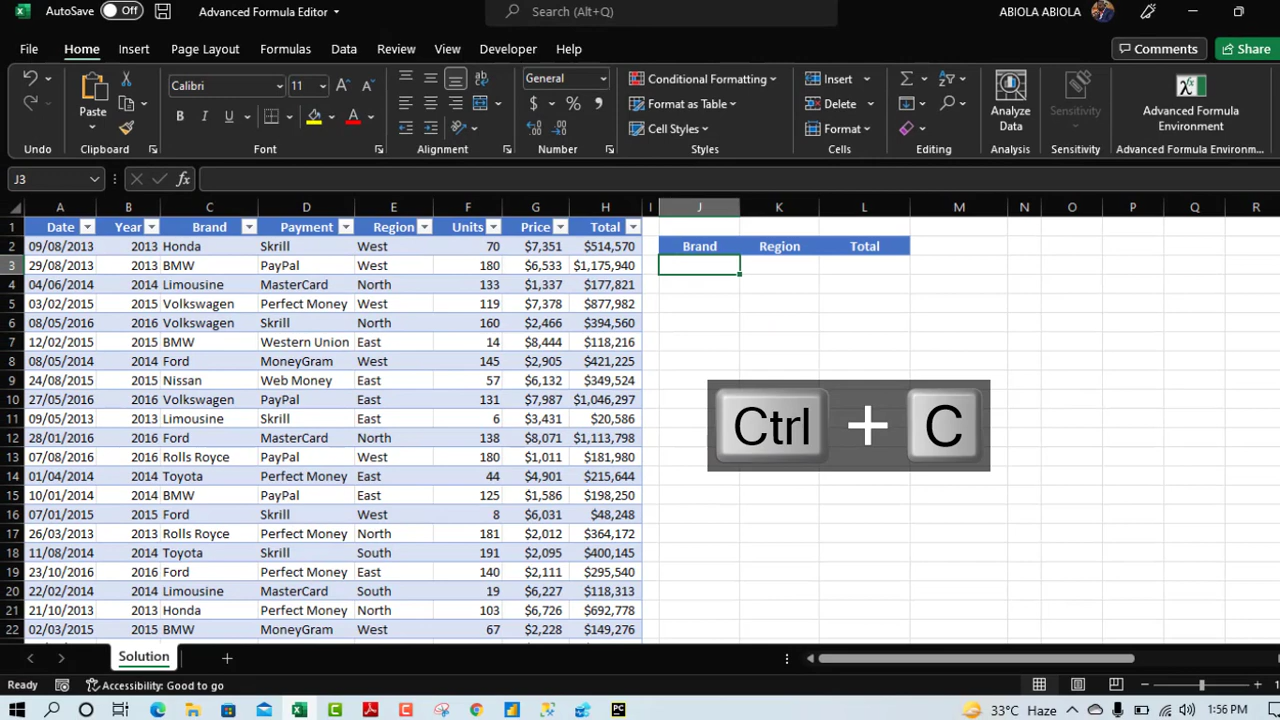 AutoSave Off Advanced Formula Editor Search (Alt+Q) ABIOLA ABIOLA
File Home Insert Page Layout Formulas Data Review View Developer Help Comments Share
Paste
Calibri 11
B I U
General
$ % ,
Conditional Formatting
Format as Table
Cell Styles
Insert
Delete
Format
Analyze
Data
Sensitivity
Advanced Formula
Environment
Undo Clipboard Font Alignment Number Styles Cells Editing Analysis Sensitivity Advanced Formula Environm...
J3 fx
A B C D E F G H I J K L M N O P Q R
1 Date Year Brand Payment Region Units Price Total
2 09/08/2013 2013 Honda Skrill West 70 $7,351 $514,570 Brand Region Total
3 29/08/2013 2013 BMW PayPal West 180 $6,533 $1,175,940
4 04/06/2014 2014 Limousine MasterCard North 133 $1,337 $177,821
5 03/02/2015 2015 Volkswagen Perfect Money West 119 $7,378 $877,982
6 08/05/2016 2016 Volkswagen Skrill North 160 $2,466 $394,560
7 12/02/2015 2015 BMW Western Union East 14 $8,444 $118,216
8 08/05/2014 2014 Ford MoneyGram West 145 $2,905 $421,225
9 24/08/2015 2015 Nissan Web Money East 57 $6,132 $349,524
10 27/05/2016 2016 Volkswagen PayPal East 131 $7,987 $1,046,297
11 09/05/2013 2013 Limousine Skrill East 6 $3,431 $20,586
12 28/01/2016 2016 Ford MasterCard North 138 $8,071 $1,113,798
13 07/08/2016 2016 Rolls Royce PayPal West 180 $1,011 $181,980
14 01/04/2014 2014 Toyota Perfect Money East 44 $4,901 $215,644
15 10/01/2014 2014 BMW PayPal East 125 $1,586 $198,250
16 07/01/2015 2015 Ford Skrill West 8 $6,031 $48,248
17 26/03/2013 2013 Rolls Royce Perfect Money North 181 $2,012 $364,172
18 11/08/2014 2014 Toyota Skrill South 191 $2,095 $400,145
19 23/10/2016 2016 Ford Perfect Money East 140 $2,111 $295,540
20 22/02/2014 2014 Limousine MasterCard South 19 $6,227 $118,313
21 21/10/2013 2013 Honda Perfect Money North 103 $6,726 $692,778
22 02/03/2015 2015 BMW MoneyGram West 67 $2,228 $149,276
Ctrl + C
Solution
Ready Accessibility: Good to go
33°C Haze 1:56 PM